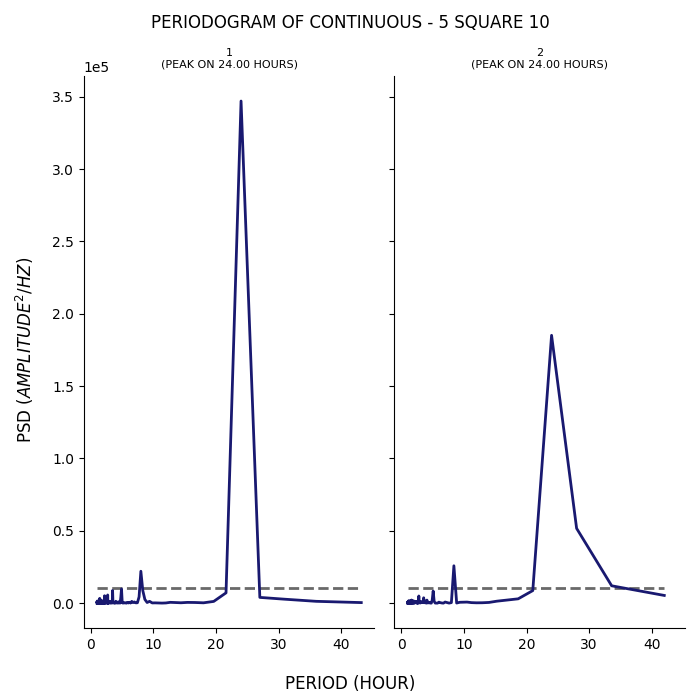 PERIODOGRAM OF CONTINUOUS - 5 SQUARE 10
1
(PEAK ON 24.00 HOURS)
2
(PEAK ON 24.00 HOURS)
1e5
3.5
3.0
2.5
2.0
1.5
1.0
0.5
0.0
PSD (AMPLITUDE²/HZ)
0 10 20 30 40
0 10 20 30 40
PERIOD (HOUR)